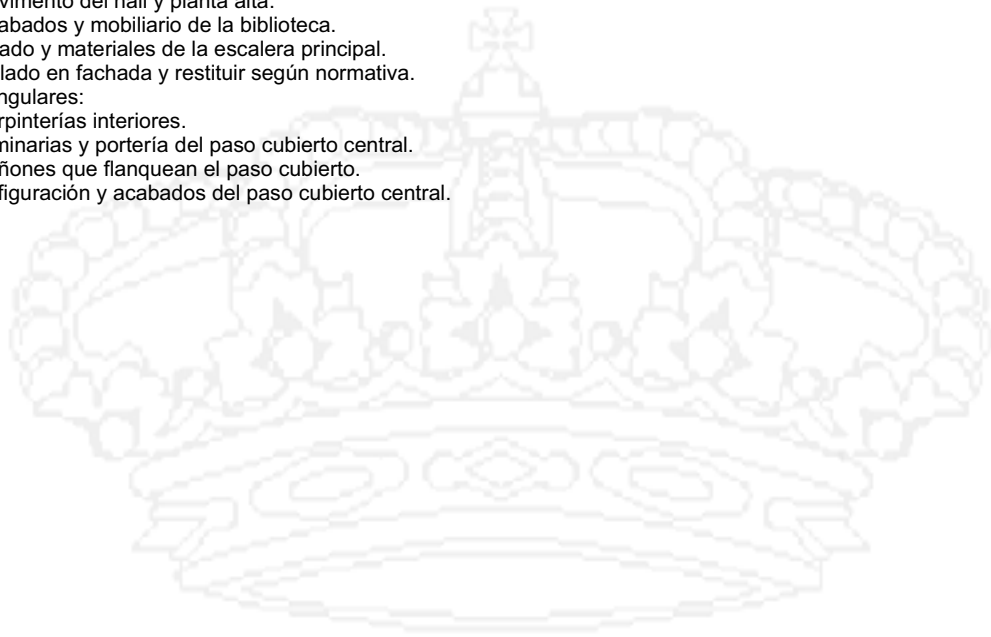 vimento del hall y planta alta.
abados y mobiliario de la biblioteca.
ado y materiales de la escalera principal.
lado en fachada y restituir según normativa.
ngulares:
rpinterías interiores.
minarias y portería del paso cubierto central.
ñones que flanquean el paso cubierto.
figuración y acabados del paso cubierto central.